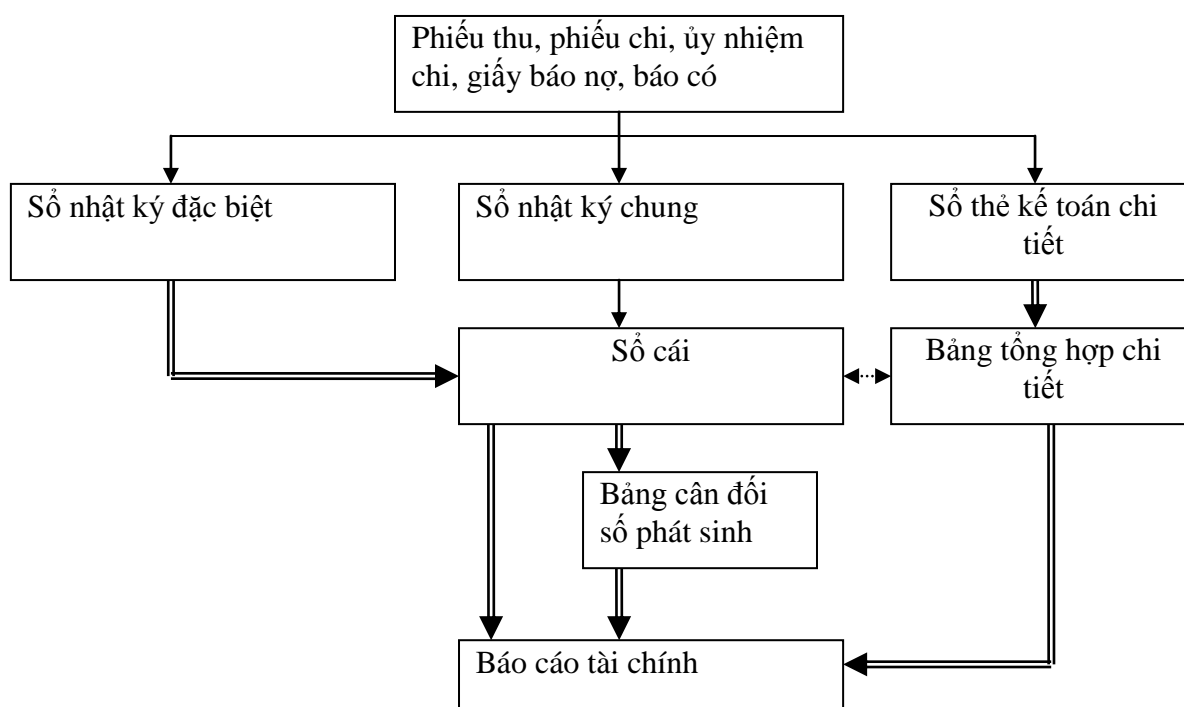 Phiếu thu, phiếu chi, ủy nhiệm
chi, giấy báo nợ, báo có
Sổ nhật ký đặc biệt
Sổ nhật ký chung
Sổ thẻ kế toán chi
tiết
Sổ cái
Bảng tổng hợp chi
tiết
Bảng cân đối
số phát sinh
Báo cáo tài chính